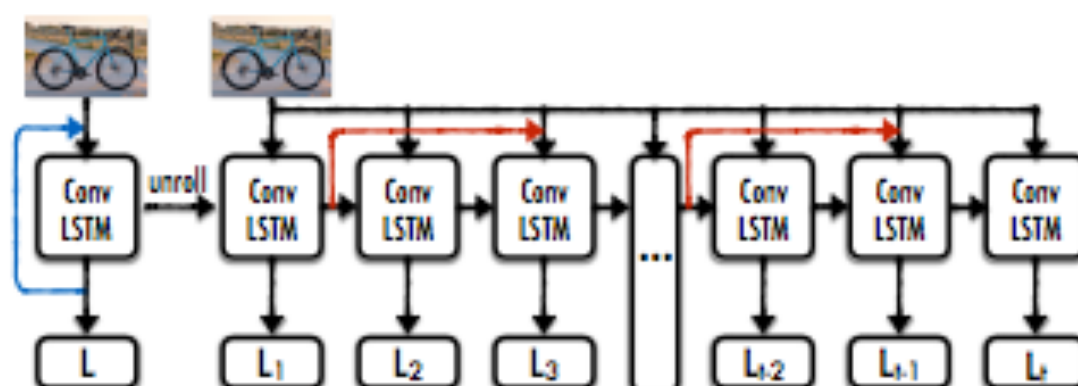 unroll
Conv LSTM
Conv LSTM
Conv LSTM
Conv LSTM
...
Conv LSTM
Conv LSTM
Conv LSTM
L
L1
L2
L3
Lt-2
Lt-1
Lt